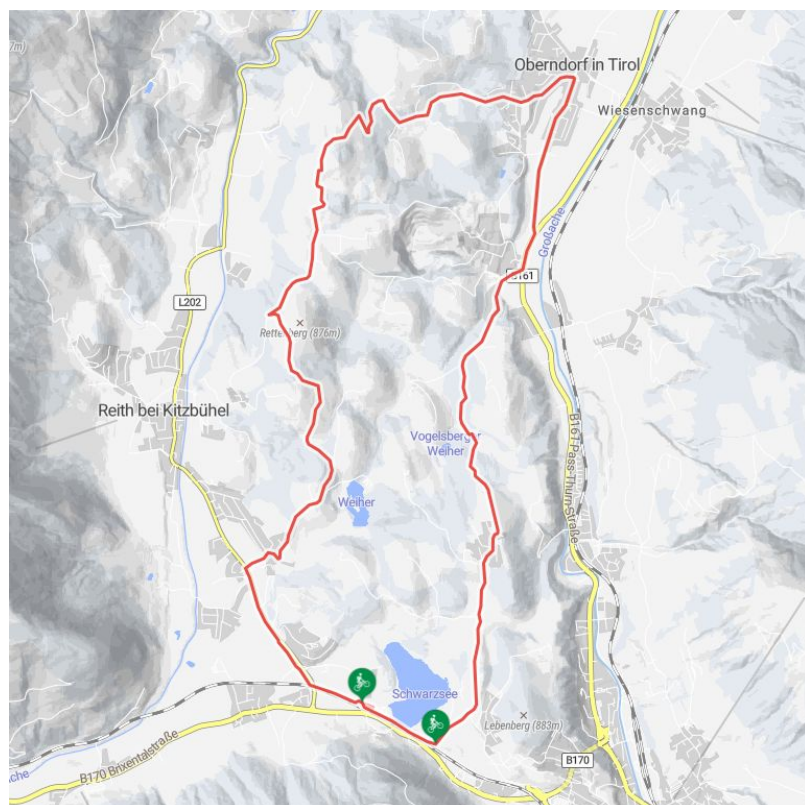 Oberndorf in Tirol
Wiesenschwang
Großache
B161
L202
Rettenberg (876m)
Reith bei Kitzbühel
Vogelsberger
Weiher
B161 Pass-Thurn-Straße
Weiher
Schwarzsee
Lebenberg (883m)
B170
B170 Brixentalstraße